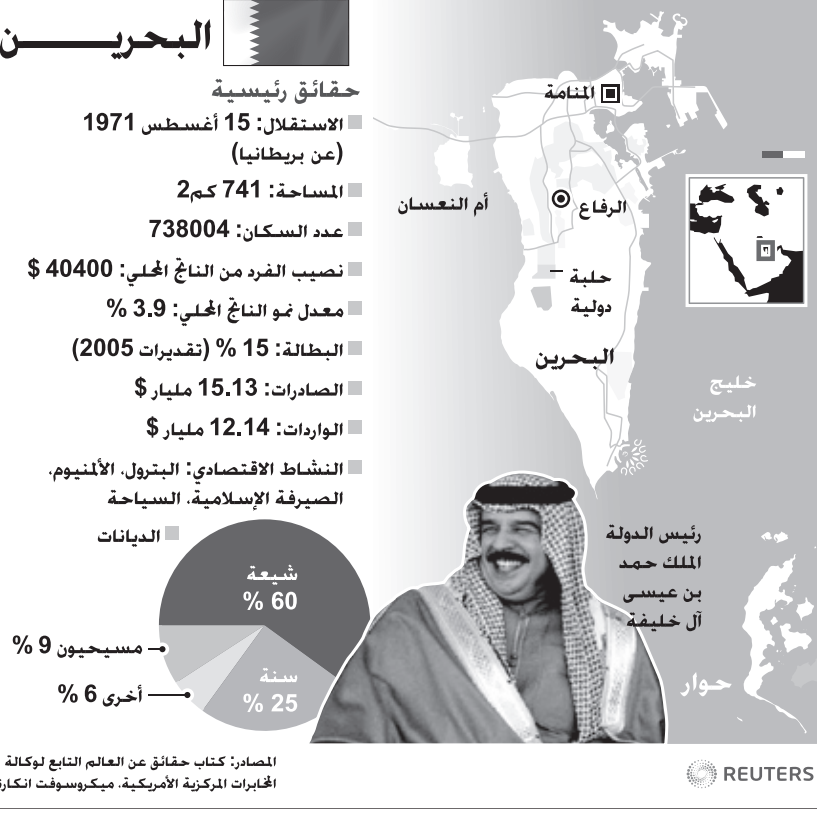 البحريـــــن
حقائق رئيسية
الاستقلال: 15 أغسطس 1971
(عن بريطانيا)
المساحة: 741 كم2
عدد السكان: 738004
نصيب الفرد من الناتج المحلي: 40400 $
معدل نمو الناتج المحلي: 3.9 %
البطالة: 15 % (تقديرات 2005)
الصادرات: 15.13 مليار $
الواردات: 12.14 مليار $
النشاط الاقتصادي: البترول، الألمنيوم،
الصيرفة الإسلامية، السياحة
الديانات
شيعة
60 %
مسيحيون 9 %
أخرى 6 %
سنة
25 %
المنامة
أم النعسان
الرفاع
حلبة
دولية
البحرين
خليج
البحرين
رئيس الدولة
الملك حمد
بن عيسى
آل خليفة
حوار
المصادر: كتاب حقائق عن العالم التابع لوكالة
المخابرات المركزية الأمريكية، ميكروسوفت انكارتا
REUTERS